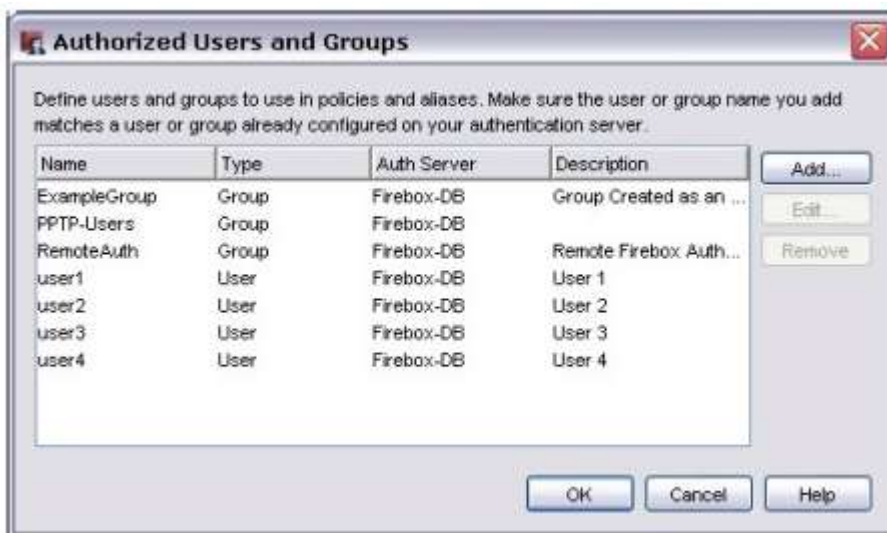 Authorized Users and Groups
Define users and groups to use in policies and aliases. Make sure the user or group name you add
matches a user or group already configured on your authentication server.
Name Type Auth Server Description
Add...
ExampleGroup Group Firebox-DB Group Created as an ...
Edit...
PPTP-Users Group Firebox-DB
RemoteAuth Group Firebox-DB Remote Firebox Auth...
Remove
user1 User Firebox-DB User 1
user2 User Firebox-DB User 2
user3 User Firebox-DB User 3
user4 User Firebox-DB User 4
OK Cancel Help